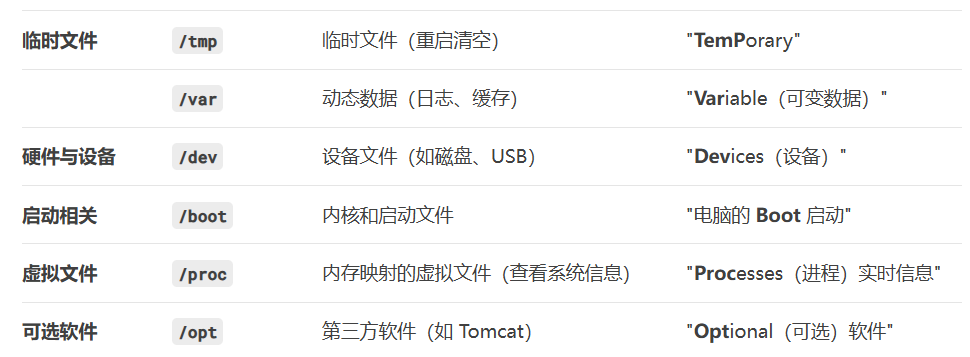 临时文件 /tmp 临时文件（重启清空） "TemPorary"
/var 动态数据（日志、缓存） "Variable（可变数据）"
硬件与设备 /dev 设备文件（如磁盘、USB） "Devices（设备）"
启动相关 /boot 内核和启动文件 "电脑的 Boot 启动"
虚拟文件 /proc 内存映射的虚拟文件（查看系统信息） "Processes（进程）实时信息"
可选软件 /opt 第三方软件（如 Tomcat） "Optional（可选）软件"